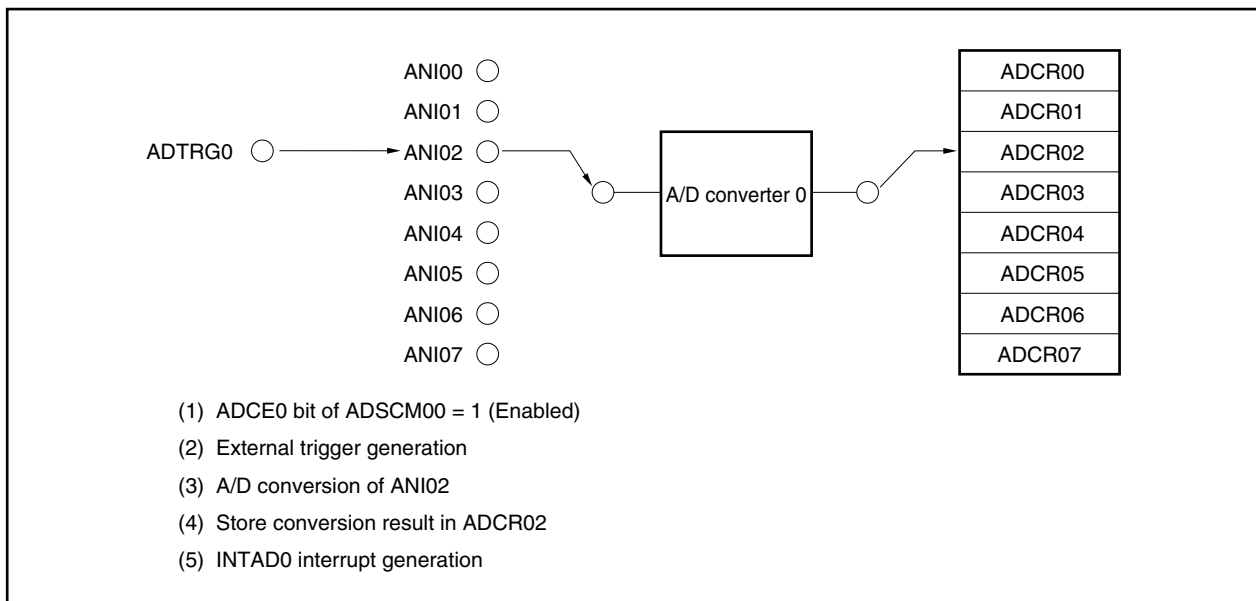 ANI00
ANI01
ADTRG0
ANI02
ANI03
ANI04
ANI05
ANI06
ANI07
A/D converter 0
ADCR00
ADCR01
ADCR02
ADCR03
ADCR04
ADCR05
ADCR06
ADCR07
(1) ADCE0 bit of ADSCM00 = 1 (Enabled)
(2) External trigger generation
(3) A/D conversion of ANI02
(4) Store conversion result in ADCR02
(5) INTAD0 interrupt generation